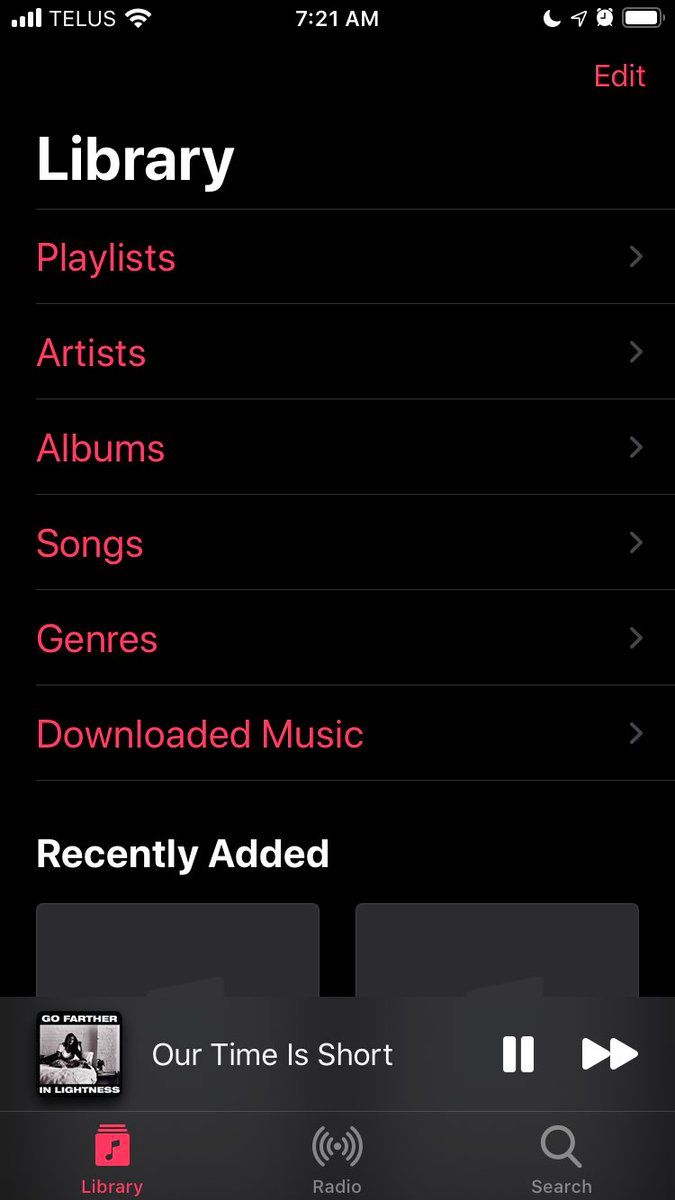 TELUS
7:21 AM
Edit
Library
Playlists
Artists
Albums
Songs
Genres
Downloaded Music
Recently Added
GO FARTHER
IN LIGHTNESS
Our Time Is Short
Library
Radio
Search